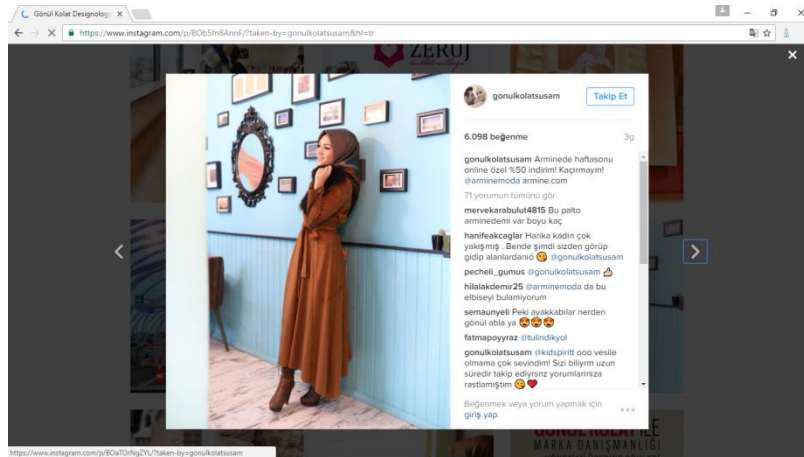 Gönül Kolat Designolog
https://www.instagram.com/p/BOb5fn8AnnF/?taken-by=gonulkolatsusam&hl=tr
ZERUJ
gonulkolatsusam
Takip Et
6.098 beğenme
3g
gonulkolatsusam Arminede haftasonu
online özel %50 indirim! Kaçırmayın!
@arminemoda armine.com
71 yorumun tümünü gör
mervekarabulut4815 Bu palto
arminedemi var boyu kaç
hanifeakcaglar Harika kadın çok
yakışmış . Bende şimdi sizden görüp
gidip alanlardanıö 😘 @gonulkolatsusam
pecheli_gumus @gonulkolatsusam 👍
hilalakdemir25 @arminemoda da bu
elbiseyi bulamiyorum
semaunyeli Peki ayakkabılar nerden
gönül abla ya 😍😍😍
fatmapoyyraz @tulindikyol
gonulkolatsusam @kidspiritt ooo vesile
olmama çok sevindim! Sizi biliyrm uzun
süredir takip ediyrsnz yorumlarınıza
rastlamıştım 😘❤
Beğenmek veya yorum yapmak için
giriş yap.
GÖNÜL KOLAT İLE
MARKA DANIŞMANLIĞI
https://www.instagram.com/p/BOaTOrNgZYL/?taken-by=gonulkolatsusam